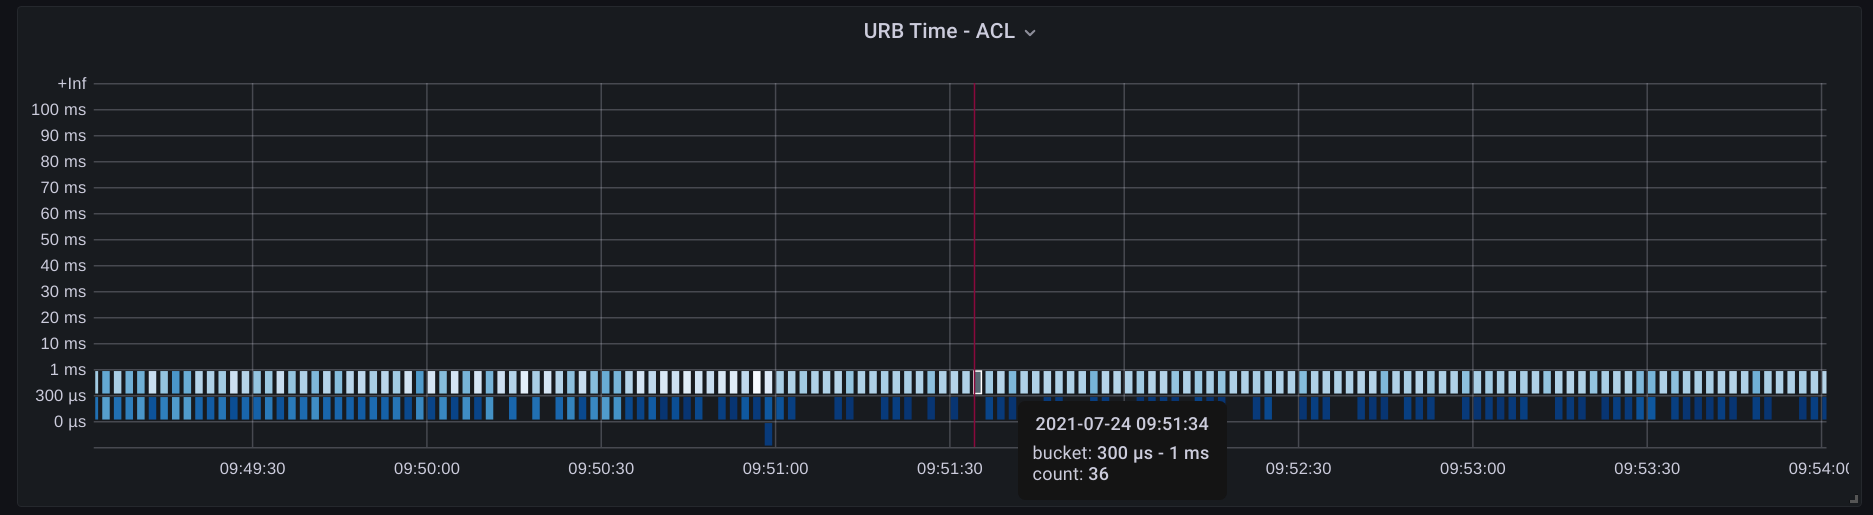 URB Time - ACL
+Inf
100 ms
90 ms
80 ms
70 ms
60 ms
50 ms
40 ms
30 ms
20 ms
10 ms
1 ms
300 µs
0 µs
09:49:30 09:50:00 09:50:30 09:51:00 09:51:30 09:52:30 09:53:00 09:53:30 09:54:00
2021-07-24 09:51:34
bucket: 300 µs - 1 ms
count: 36